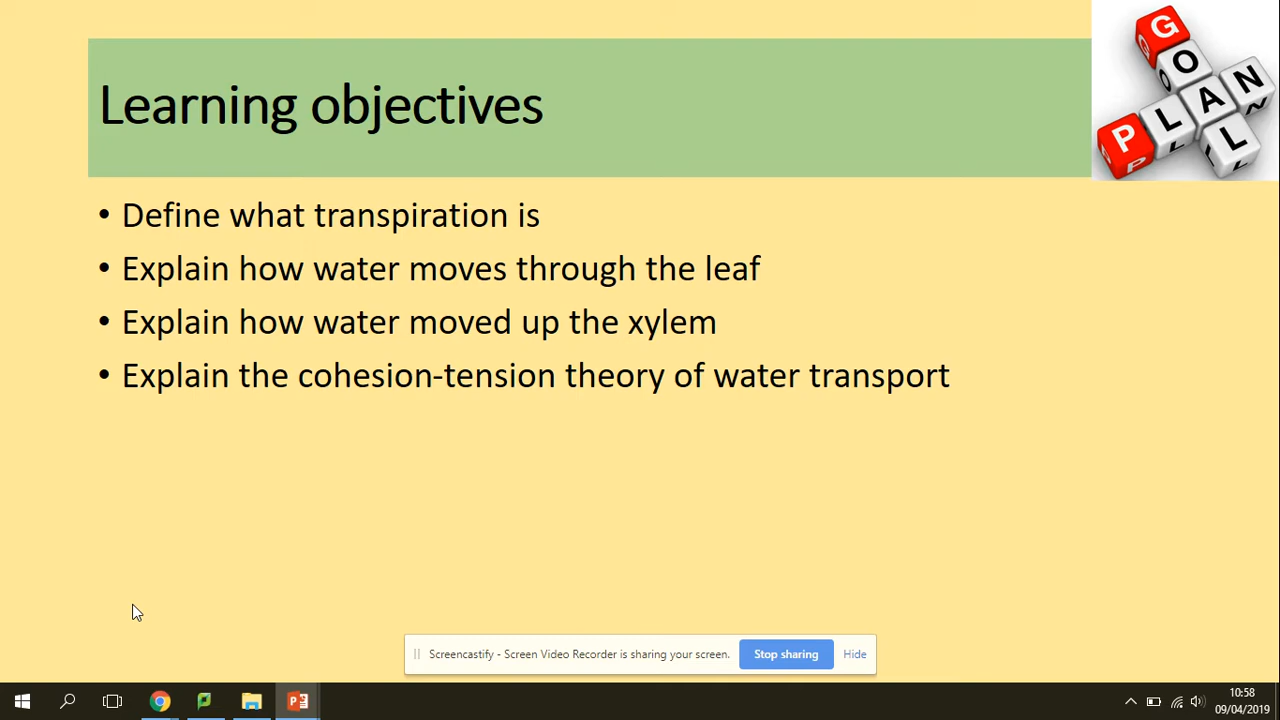 Learning objectives
GOAL
PLAN
• Define what transpiration is
• Explain how water moves through the leaf
• Explain how water moved up the xylem
• Explain the cohesion-tension theory of water transport
Screencastify - Screen Video Recorder is sharing your screen. Stop sharing Hide
10:58
09/04/2019